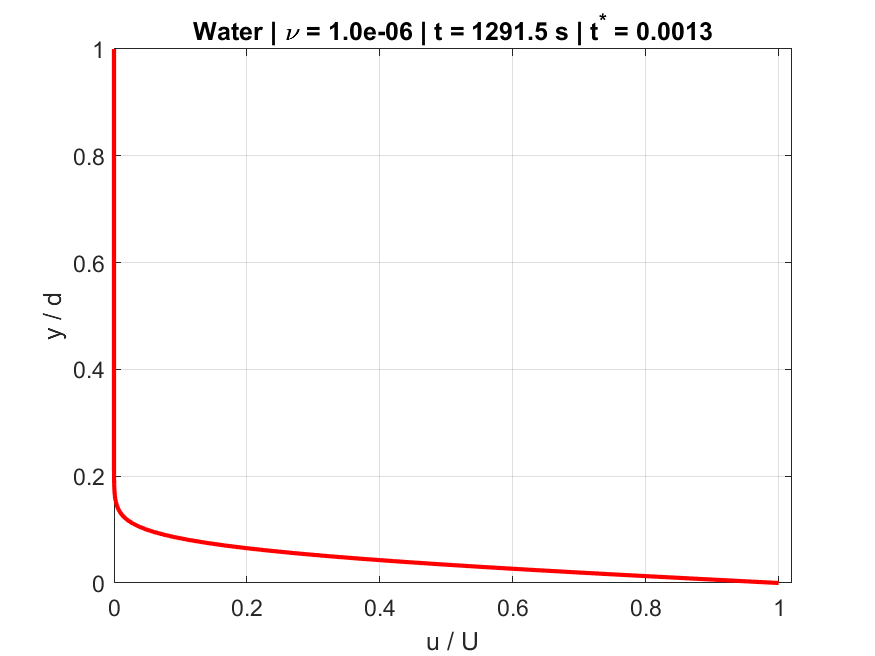 Water | ν = 1.0e-06 | t = 1291.5 s | t* = 0.0013
1
0.8
0.6
0.4
0.2
0
y / d
0 0.2 0.4 0.6 0.8 1
u / U